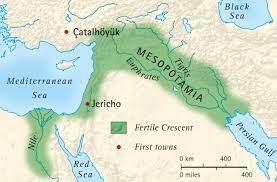 Black
Sea
Çatalhöyük
MESOPOTAMIA
Tigris
Euphrates
Mediterranean
Sea
Jericho
Nile
Fertile Crescent
First towns
Red
Sea
Persian Gulf
0 km 400
0 miles 400